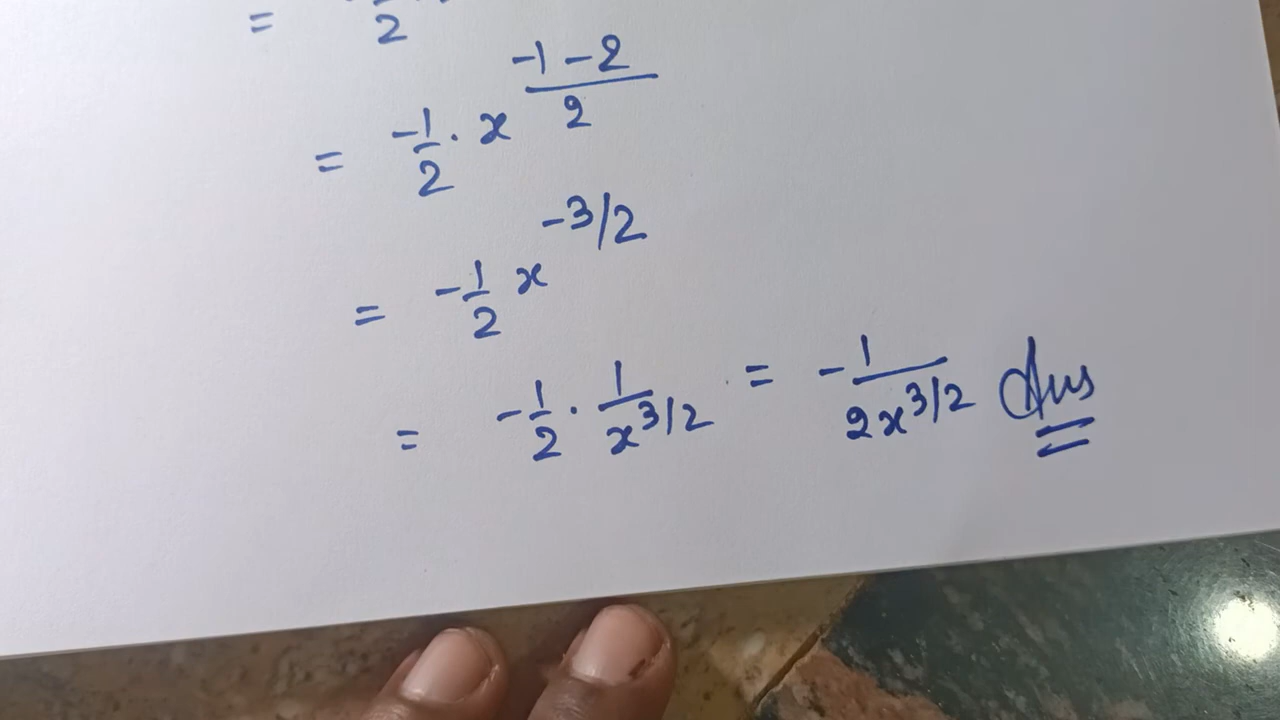 = 2
= -1/2 · x^(-1-2)/2
= -1/2 x^-3/2
= -1/2 · 1/x^3/2 = -1/2x^3/2 Ans